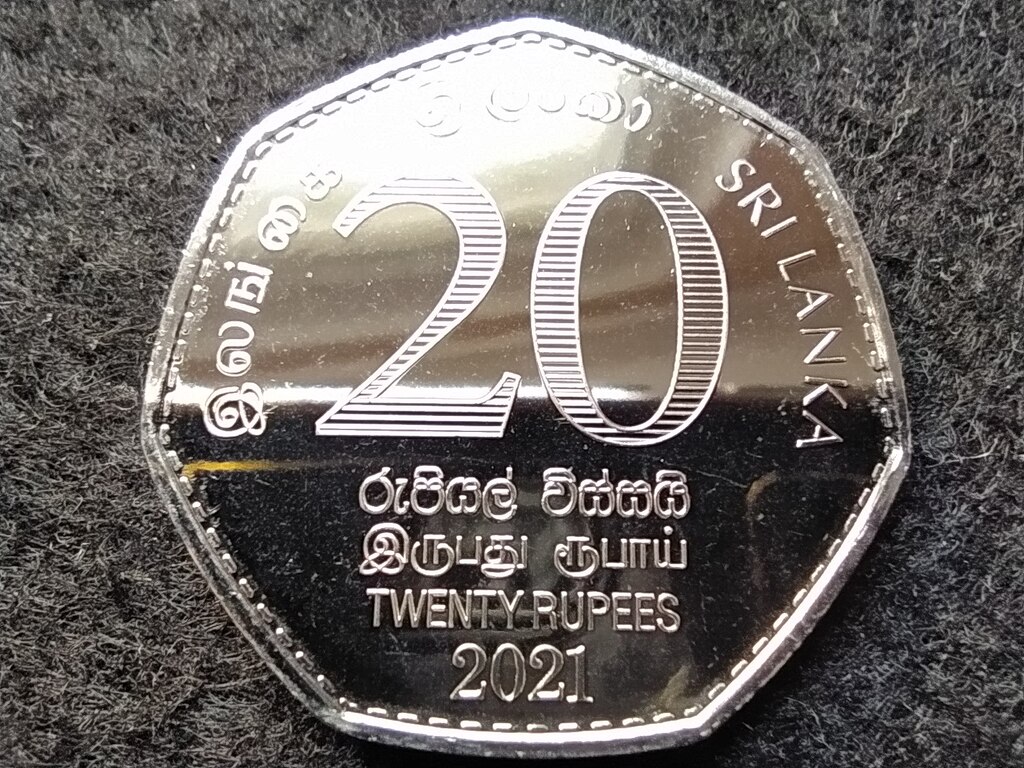 ශ්‍රී ලංකා
இலங்கை
SRI LANKA
20
රුපියල් විස්සයි
இருபது ரூபாய்
TWENTY RUPEES
2021